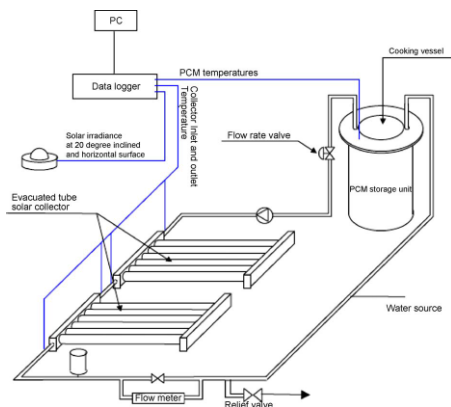 PC
Data logger
PCM temperatures
Cooking vessel
Collector Inlet and outlet
Temperature
Solar irradiance
at 20 degree inclined
and horizontal surface
Flow rate valve
PCM storage unit
Evacuated tube
solar collector
Water source
Flow meter
Relief valve